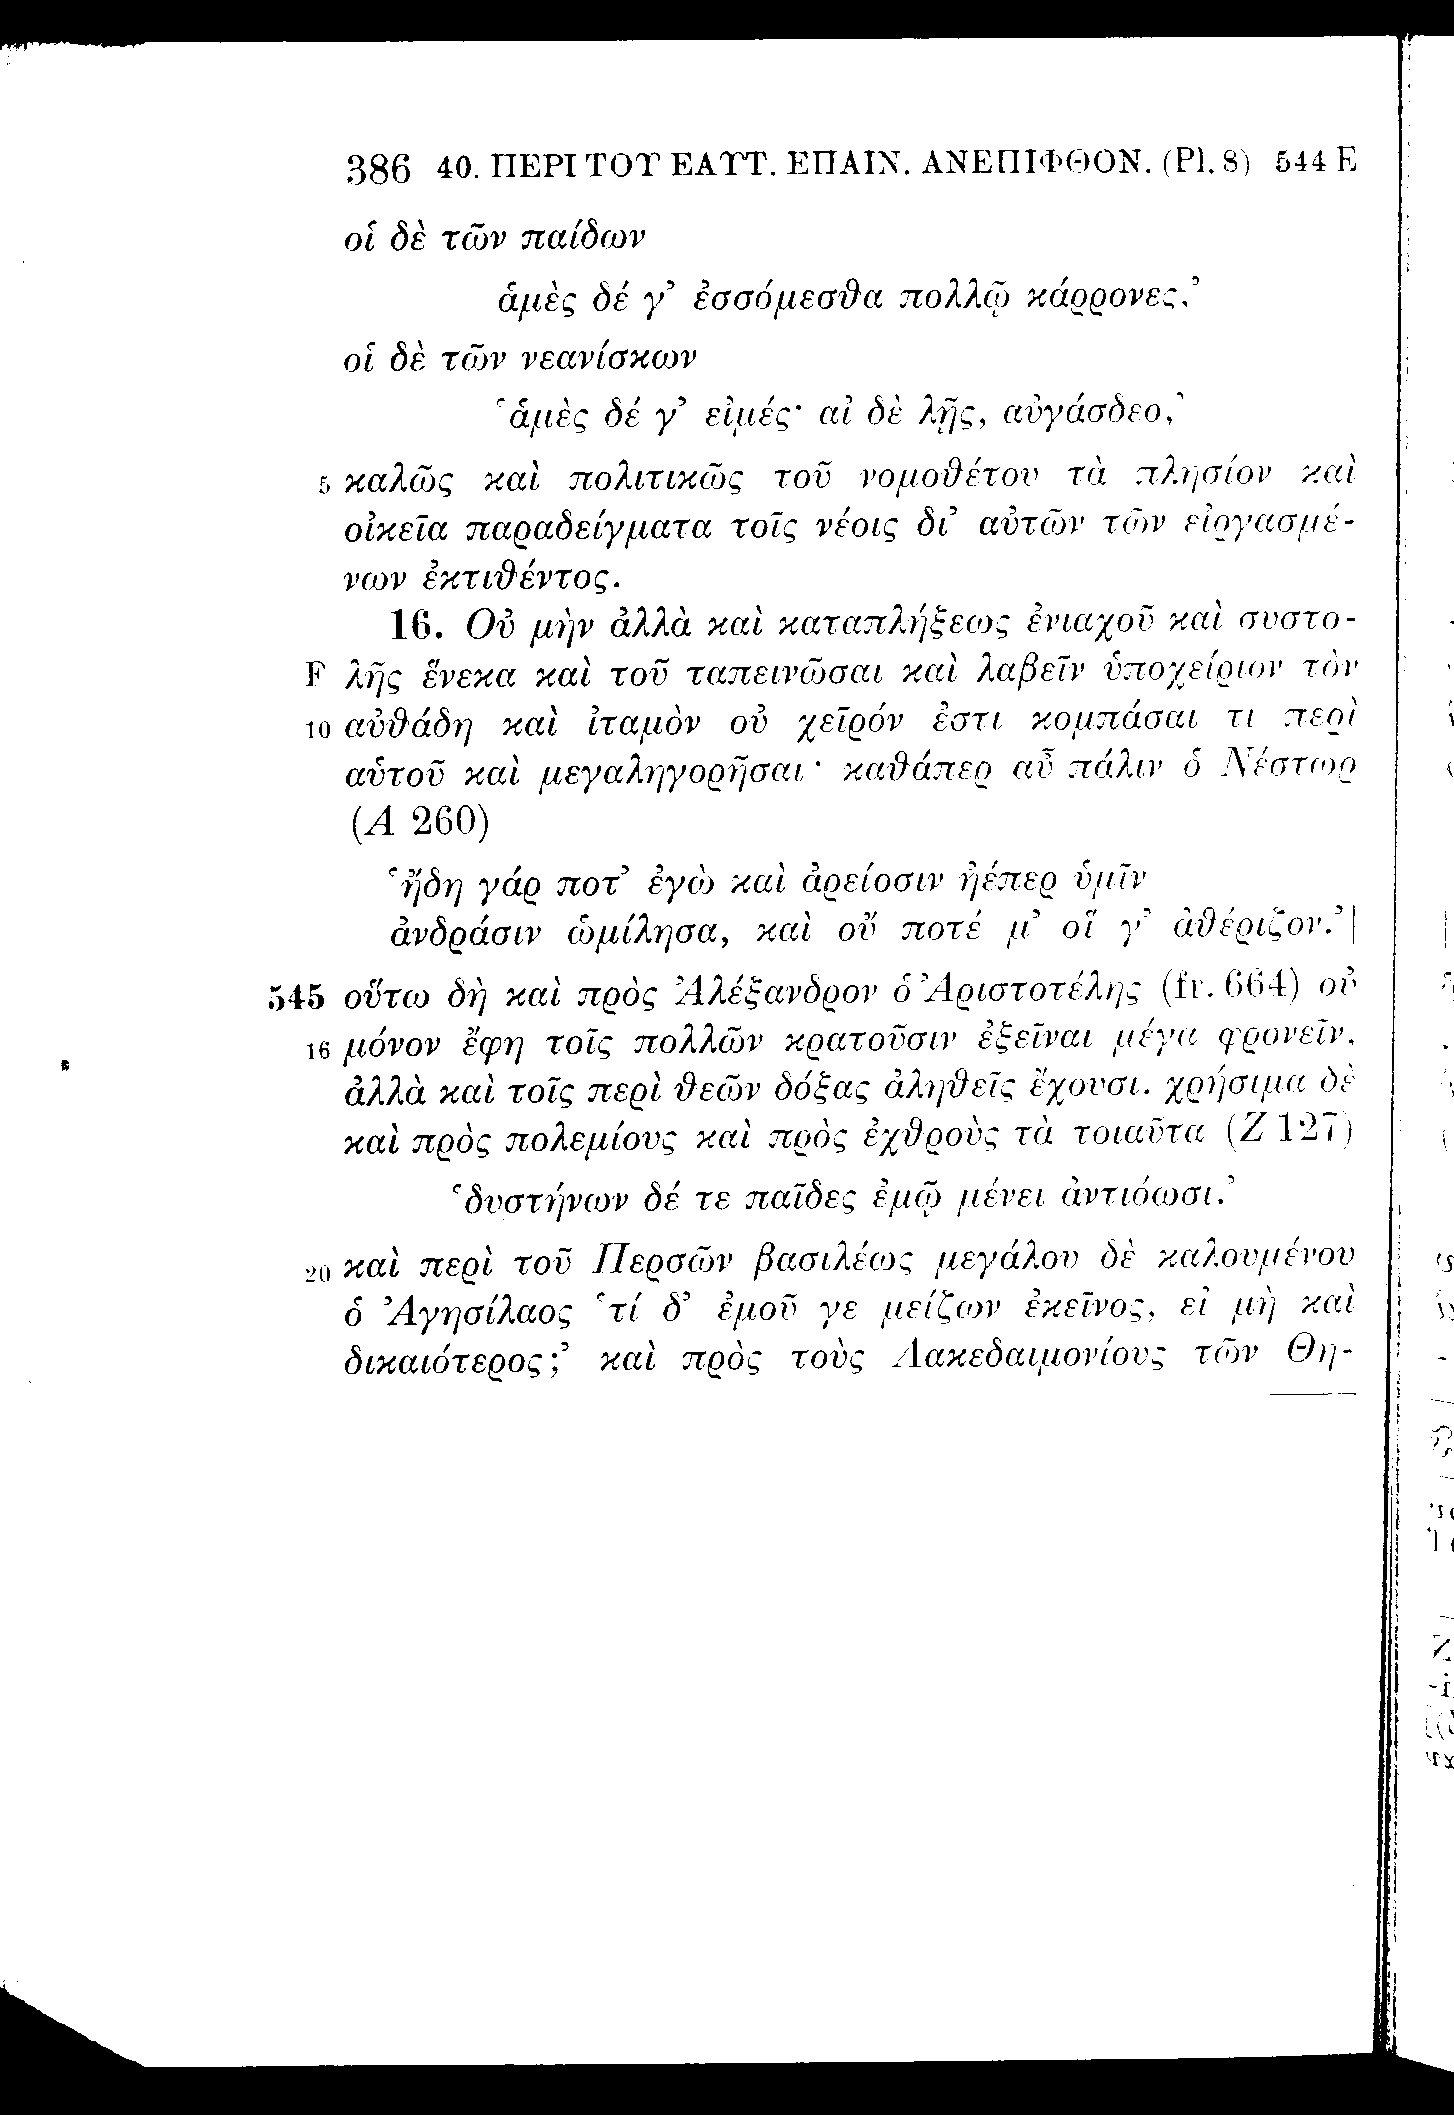 386 40. ΠΕΡΙ ΤΟΥ ΕΑΥΤ. ΕΠΑΙΝ. ΑΝΕΠΙΦΘΟΝ. (Pl. 8) 544 E
οἱ δὲ τῶν παίδων
ἁμὲς δέ γ’ ἐσσόμεσθα πολλῷ κάρρονες,’
οἱ δὲ τῶν νεανίσκων
‘ἁμὲς δέ γ’ εἰμές· αἰ δὲ λῇς, αὐγάσδεο,’
5 καλῶς καὶ πολιτικῶς τοῦ νομοθέτου τὰ πλησίον καὶ
οἰκεῖα παραδείγματα τοῖς νέοις δι’ αὐτῶν τῶν εἰργασμέ-
νων ἐκτιθέντος.
16. Οὐ μὴν ἀλλὰ καὶ καταπλήξεως ἐνιαχοῦ καὶ συστο-
F λῆς ἕνεκα καὶ τοῦ ταπεινῶσαι καὶ λαβεῖν ὑποχείριον τὸν
10 αὐθάδη καὶ ἰταμὸν οὐ χεῖρόν ἐστι κομπάσαι τι περὶ
αὑτοῦ καὶ μεγαληγορῆσαι· καθάπερ αὖ πάλιν ὁ Νέστωρ
(Α 260)
‘ἤδη γάρ ποτ’ ἐγὼ καὶ ἀρείοσιν ἠέπερ ὑμῖν
ἀνδράσιν ὡμίλησα, καὶ οὔ ποτέ μ’ οἵ γ’ ἀθέριζον.’|
545 οὕτω δὴ καὶ πρὸς Ἀλέξανδρον ὁ Ἀριστοτέλης (fr. 664) οὐ
16 μόνον ἔφη τοῖς πολλῶν κρατοῦσιν ἐξεῖναι μέγα φρονεῖν,
ἀλλὰ καὶ τοῖς περὶ θεῶν δόξας ἀληθεῖς ἔχουσι. χρήσιμα δὲ
καὶ πρὸς πολεμίους καὶ πρὸς ἐχθροὺς τὰ τοιαῦτα (Ζ 127)
‘δυστήνων δέ τε παῖδες ἐμῷ μένει ἀντιόωσι.’
20 καὶ περὶ τοῦ Περσῶν βασιλέως μεγάλου δὲ καλουμένου
ὁ Ἀγησίλαος ‘τί δ’ ἐμοῦ γε μείζων ἐκεῖνος, εἰ μὴ καὶ
δικαιότερος;’ καὶ πρὸς τοὺς Λακεδαιμονίους τῶν Θη-